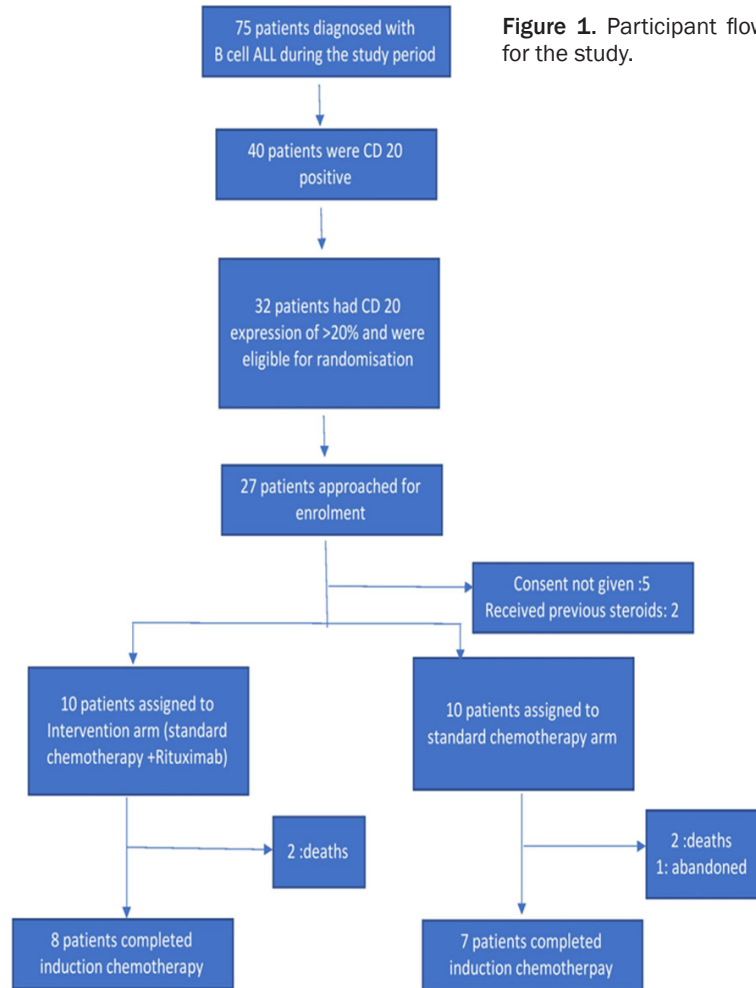 75 patients diagnosed with
B cell ALL during the study period
Figure 1. Participant flow
for the study.
40 patients were CD 20
positive
32 patients had CD 20
expression of >20% and were
eligible for randomisation
27 patients approached for
enrolment
Consent not given :5
Received previous steroids: 2
10 patients assigned to
Intervention arm (standard
chemotherapy +Rituximab)
10 patients assigned to
standard chemotherapy arm
2 :deaths
2 :deaths
1: abandoned
8 patients completed
induction chemotherapy
7 patients completed
induction chemotherpay